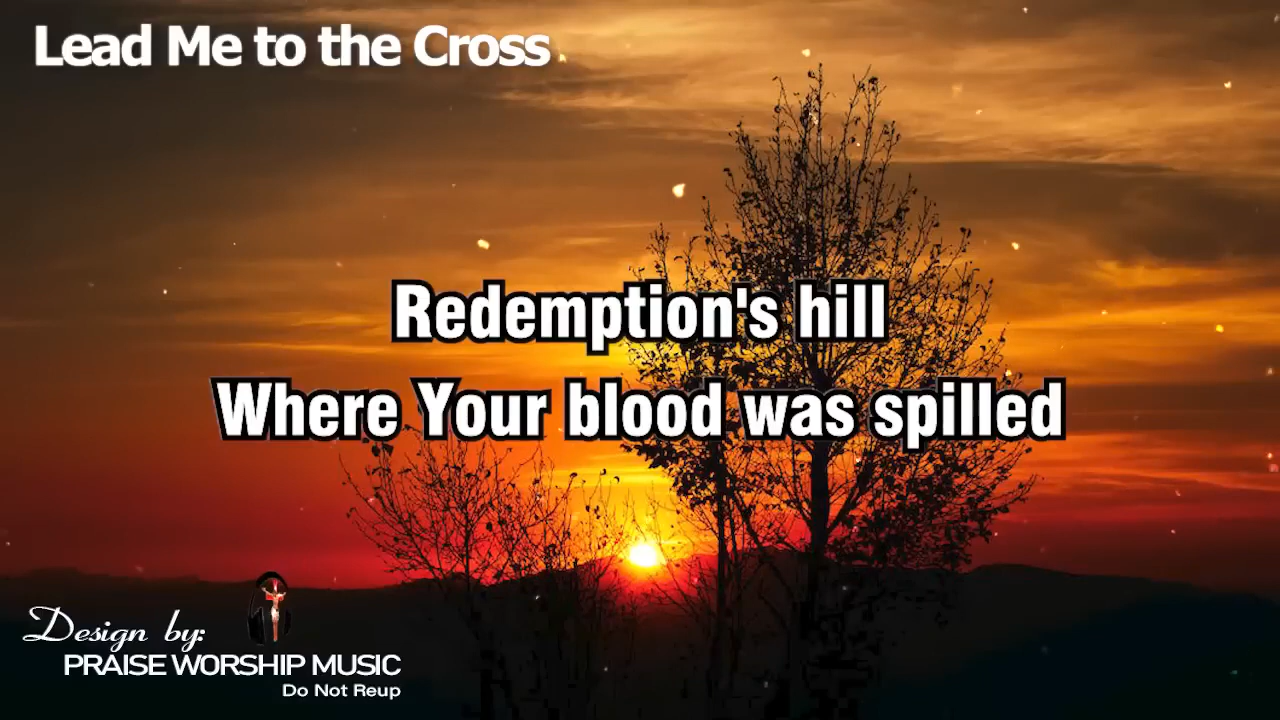 Lead Me to the Cross
Redemption's hill
Where Your blood was spilled
Design by:
PRAISE WORSHIP MUSIC
Do Not Reup